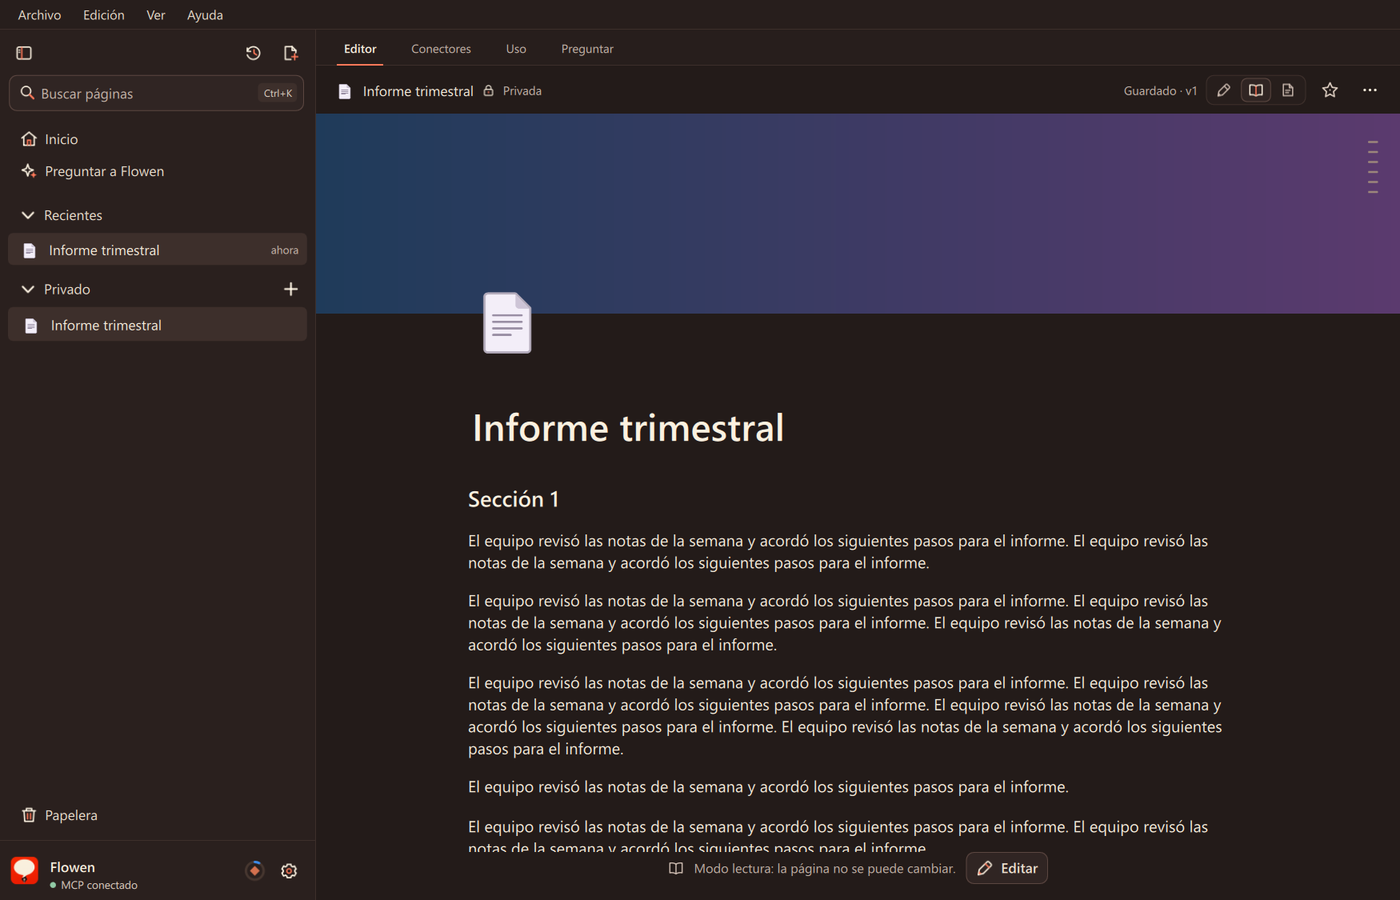 Archivo Edición Ver Ayuda
Buscar páginas Ctrl+K
Inicio
Preguntar a Flowen
Recientes
Informe trimestral ahora
Privado
Informe trimestral
Papelera
Flowen
MCP conectado
Editor Conectores Uso Preguntar
Informe trimestral Privada Guardado · v1
Informe trimestral
Sección 1
El equipo revisó las notas de la semana y acordó los siguientes pasos para el informe. El equipo revisó las
notas de la semana y acordó los siguientes pasos para el informe.
El equipo revisó las notas de la semana y acordó los siguientes pasos para el informe. El equipo revisó las
notas de la semana y acordó los siguientes pasos para el informe. El equipo revisó las notas de la semana y
acordó los siguientes pasos para el informe.
El equipo revisó las notas de la semana y acordó los siguientes pasos para el informe. El equipo revisó las
notas de la semana y acordó los siguientes pasos para el informe. El equipo revisó las notas de la semana y
acordó los siguientes pasos para el informe. El equipo revisó las notas de la semana y acordó los siguientes
pasos para el informe.
El equipo revisó las notas de la semana y acordó los siguientes pasos para el informe.
El equipo revisó las notas de la semana y acordó los siguientes pasos para el informe. El equipo revisó las
notas de la semana y acordó los siguientes pasos para el informe.
Modo lectura: la página no se puede cambiar. Editar